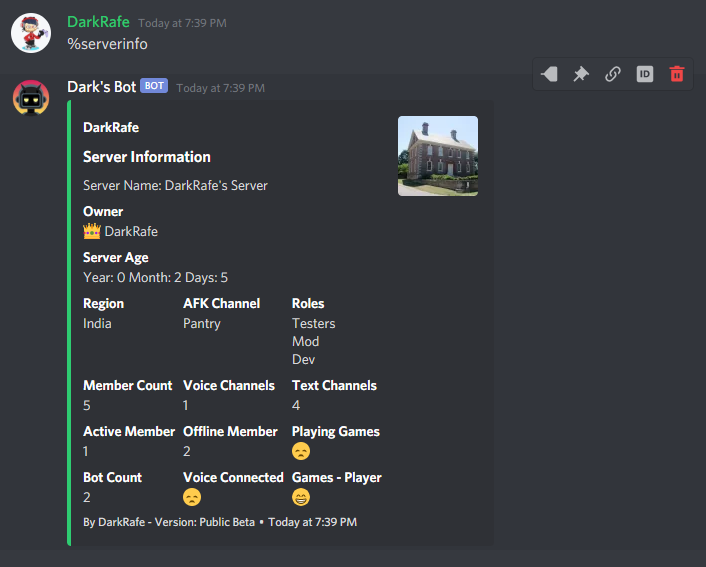 DarkRafe Today at 7:39 PM
%serverinfo
ID
Dark's Bot BOT Today at 7:39 PM
DarkRafe
Server Information
Server Name: DarkRafe's Server
Owner
👑 DarkRafe
Server Age
Year: 0 Month: 2 Days: 5
Region AFK Channel Roles
India Pantry Testers
Mod
Dev
Member Count Voice Channels Text Channels
5 1 4
Active Member Offline Member Playing Games
1 2 😞
Bot Count Voice Connected Games - Player
2 😞 😁
By DarkRafe - Version: Public Beta • Today at 7:39 PM